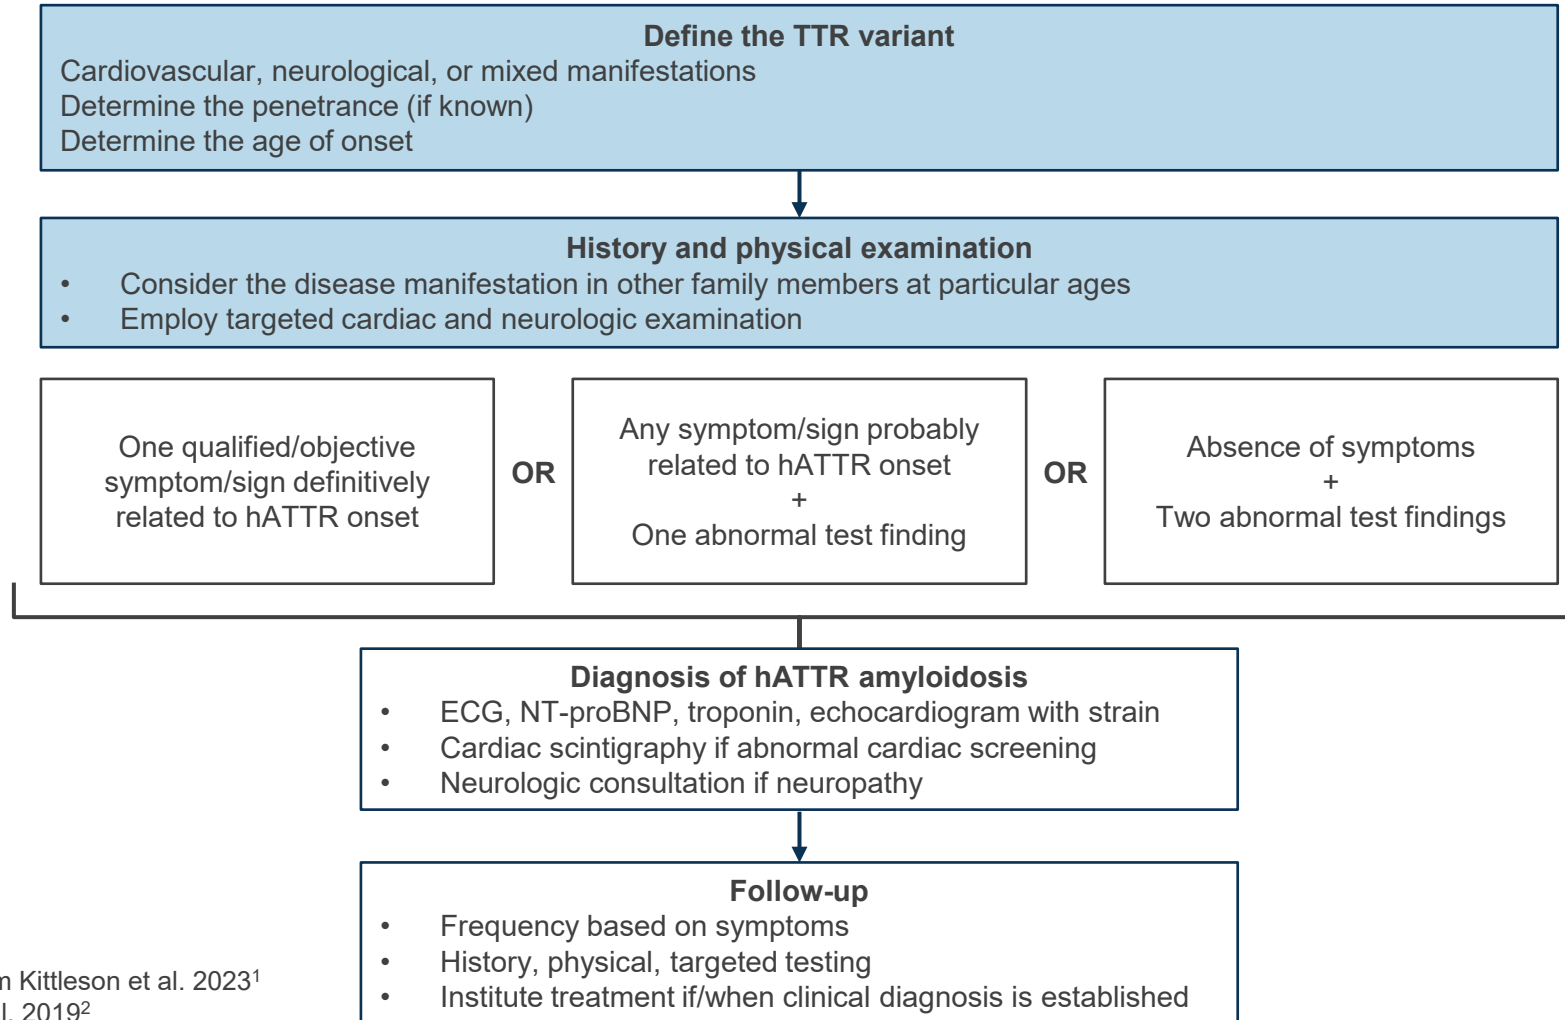 Define the TTR variant
Cardiovascular, neurological, or mixed manifestations
Determine the penetrance (if known)
Determine the age of onset
History and physical examination
• Consider the disease manifestation in other family members at particular ages
• Employ targeted cardiac and neurologic examination
One qualified/objective
symptom/sign definitively
related to hATTR onset
OR
Any symptom/sign probably
related to hATTR onset
+
One abnormal test finding
OR
Absence of symptoms
+
Two abnormal test findings
Diagnosis of hATTR amyloidosis
• ECG, NT-proBNP, troponin, echocardiogram with strain
• Cardiac scintigraphy if abnormal cardiac screening
• Neurologic consultation if neuropathy
Follow-up
• Frequency based on symptoms
• History, physical, targeted testing
• Institute treatment if/when clinical diagnosis is established
Kittleson et al. 2023¹
2019²